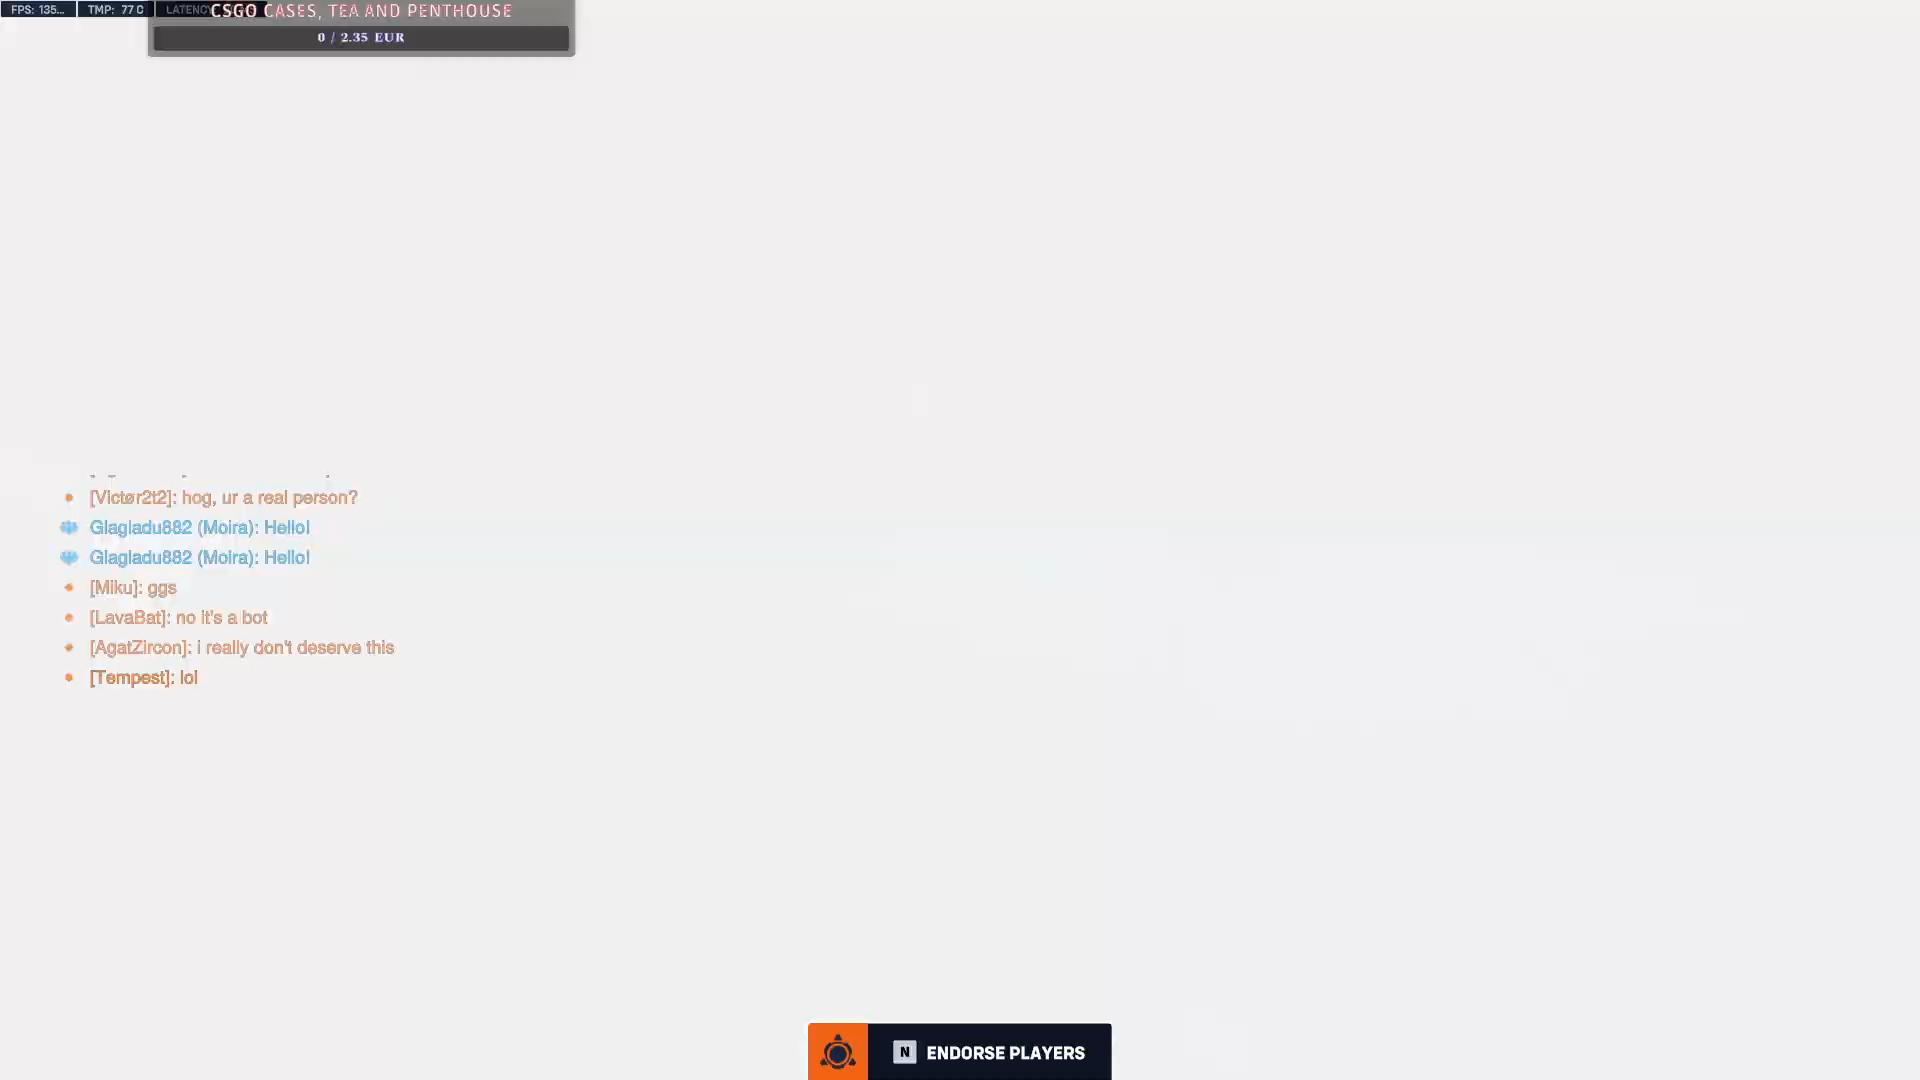 FPS: 135...
TMP: 77 C
LATENCY
CSGO CASES, TEA AND PENTHOUSE
0 / 2.35 EUR
[Victør2t2]: hog, ur a real person?
Glagladu882 (Moira): Hello!
Glagladu882 (Moira): Hello!
[Miku]: ggs
[LavaBat]: no it's a bot
[AgatZircon]: i really don't deserve this
[Tempest]: lol
N ENDORSE PLAYERS